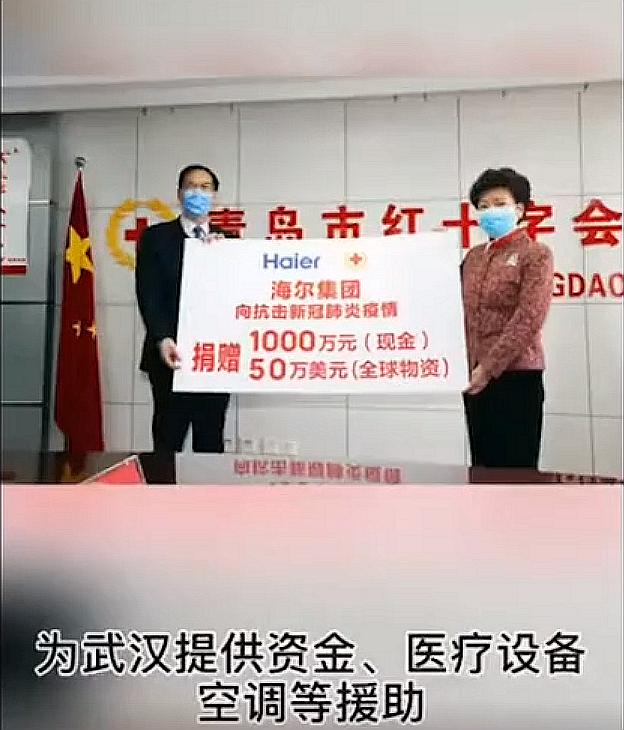 青岛市红十字会
GDAO
Haier
海尔集团
向抗击新冠肺炎疫情
捐赠
1000万元(现金)
50万美元(全球物资)
为武汉提供资金、医疗设备
空调等援助